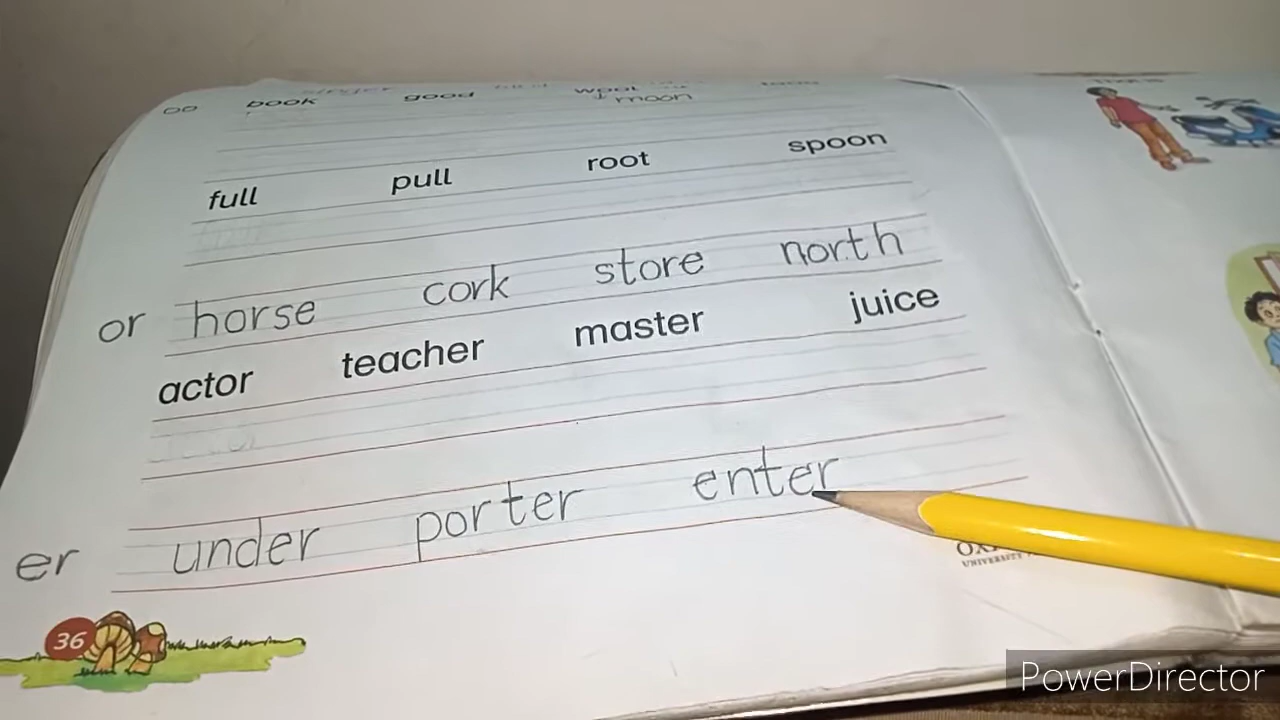 oo book good wool moon
full pull root spoon
or horse cork store north
actor teacher master juice
er under porter enter
36
PowerDirector